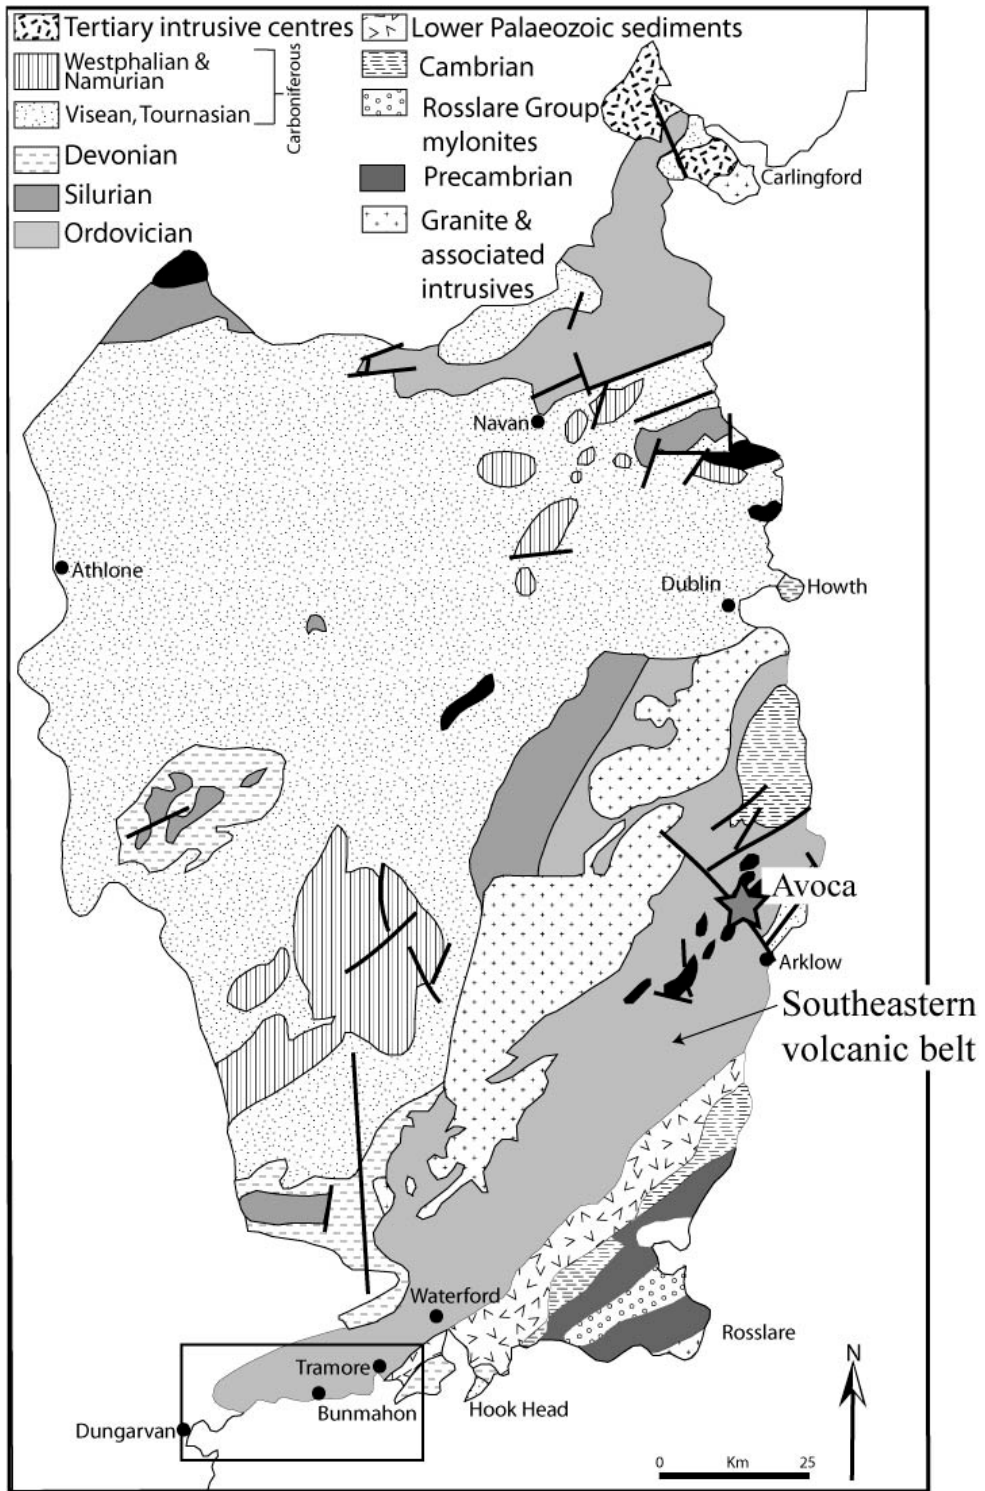 Tertiary intrusive centres
Westphalian &
Namurian
Visean, Tournasian
Carboniferous
Devonian
Silurian
Ordovician
Lower Palaeozoic sediments
Cambrian
Rosslare Group
mylonites
Precambrian
Granite &
associated
intrusives
Carlingford
Navan
Athlone
Dublin
Howth
Avoca
Arklow
Southeastern
volcanic belt
Waterford
Rosslare
Tramore
Bunmahon
Hook Head
Dungarvan
N
0 Km 25